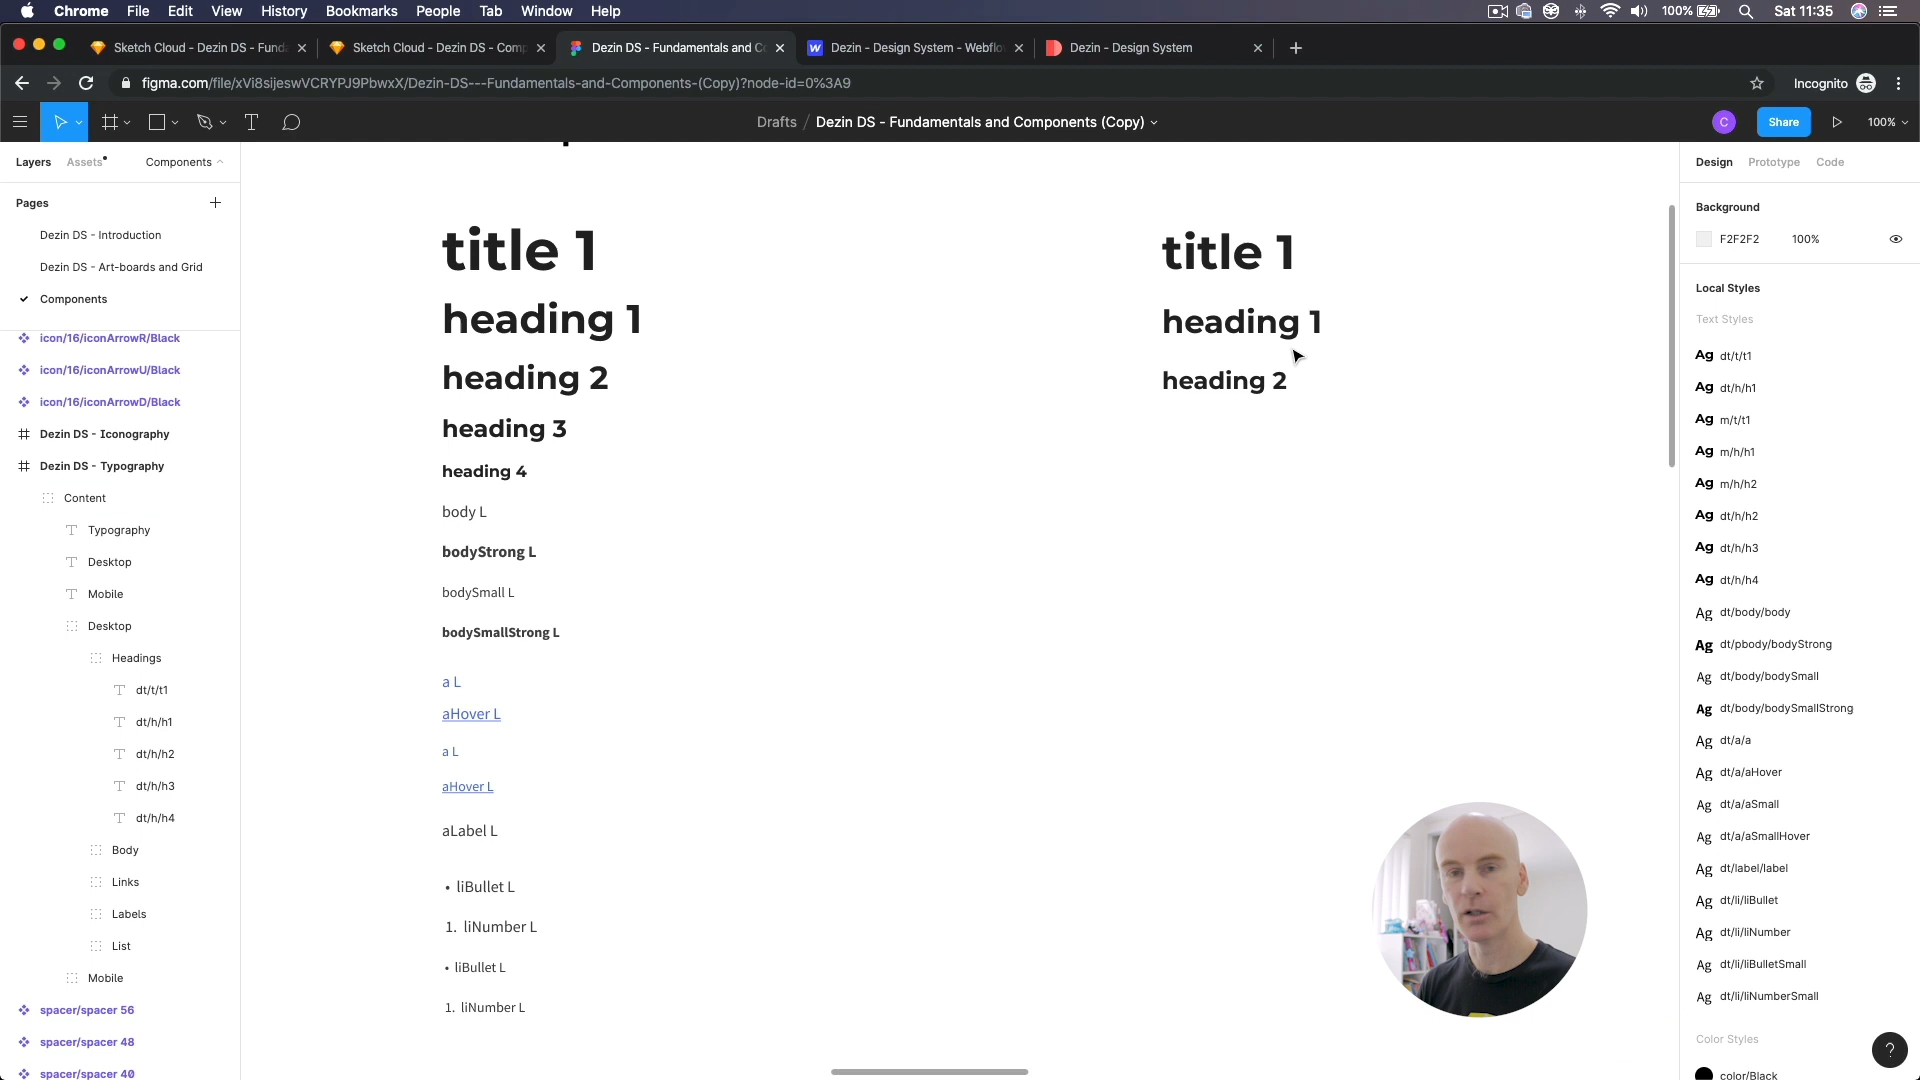 Chrome File Edit View History Bookmarks People Tab Window Help 100% Sat 11:35
Sketch Cloud - Dezin DS - Funda
Sketch Cloud - Dezin DS - Comp
Dezin DS - Fundamentals and Co
Dezin - Design System - Webflo
Dezin - Design System
figma.com/file/xVi8sijeswVCRYPJ9PbwxX/Dezin-DS---Fundamentals-and-Components-(Copy)?node-id=0%3A9
Incognito
Drafts / Dezin DS - Fundamentals and Components (Copy)
C
Share
100%
Layers Assets Components
Pages
Dezin DS - Introduction
Dezin DS - Art-boards and Grid
Components
icon/16/iconArrowR/Black
icon/16/iconArrowU/Black
icon/16/iconArrowD/Black
Dezin DS - Iconography
Dezin DS - Typography
Content
Typography
Desktop
Mobile
Desktop
Headings
dt/t/t1
dt/h/h1
dt/h/h2
dt/h/h3
dt/h/h4
Body
Links
Labels
List
Mobile
spacer/spacer 56
spacer/spacer 48
spacer/spacer 40
title 1
heading 1
heading 2
heading 3
heading 4
body L
bodyStrong L
bodySmall L
bodySmallStrong L
a L
aHover L
a L
aHover L
aLabel L
• liBullet L
1. liNumber L
• liBullet L
1. liNumber L
title 1
heading 1
heading 2
Design Prototype Code
Background
F2F2F2 100%
Local Styles
Text Styles
Ag dt/t/t1
Ag dt/h/h1
Ag m/t/t1
Ag m/h/h1
Ag m/h/h2
Ag dt/h/h2
Ag dt/h/h3
Ag dt/h/h4
Ag dt/body/body
Ag dt/pbody/bodyStrong
Ag dt/body/bodySmall
Ag dt/body/bodySmallStrong
Ag dt/a/a
Ag dt/a/aHover
Ag dt/a/aSmall
Ag dt/a/aSmallHover
Ag dt/label/label
Ag dt/li/liBullet
Ag dt/li/liNumber
Ag dt/li/liBulletSmall
Ag dt/li/liNumberSmall
Color Styles
color/Black
?